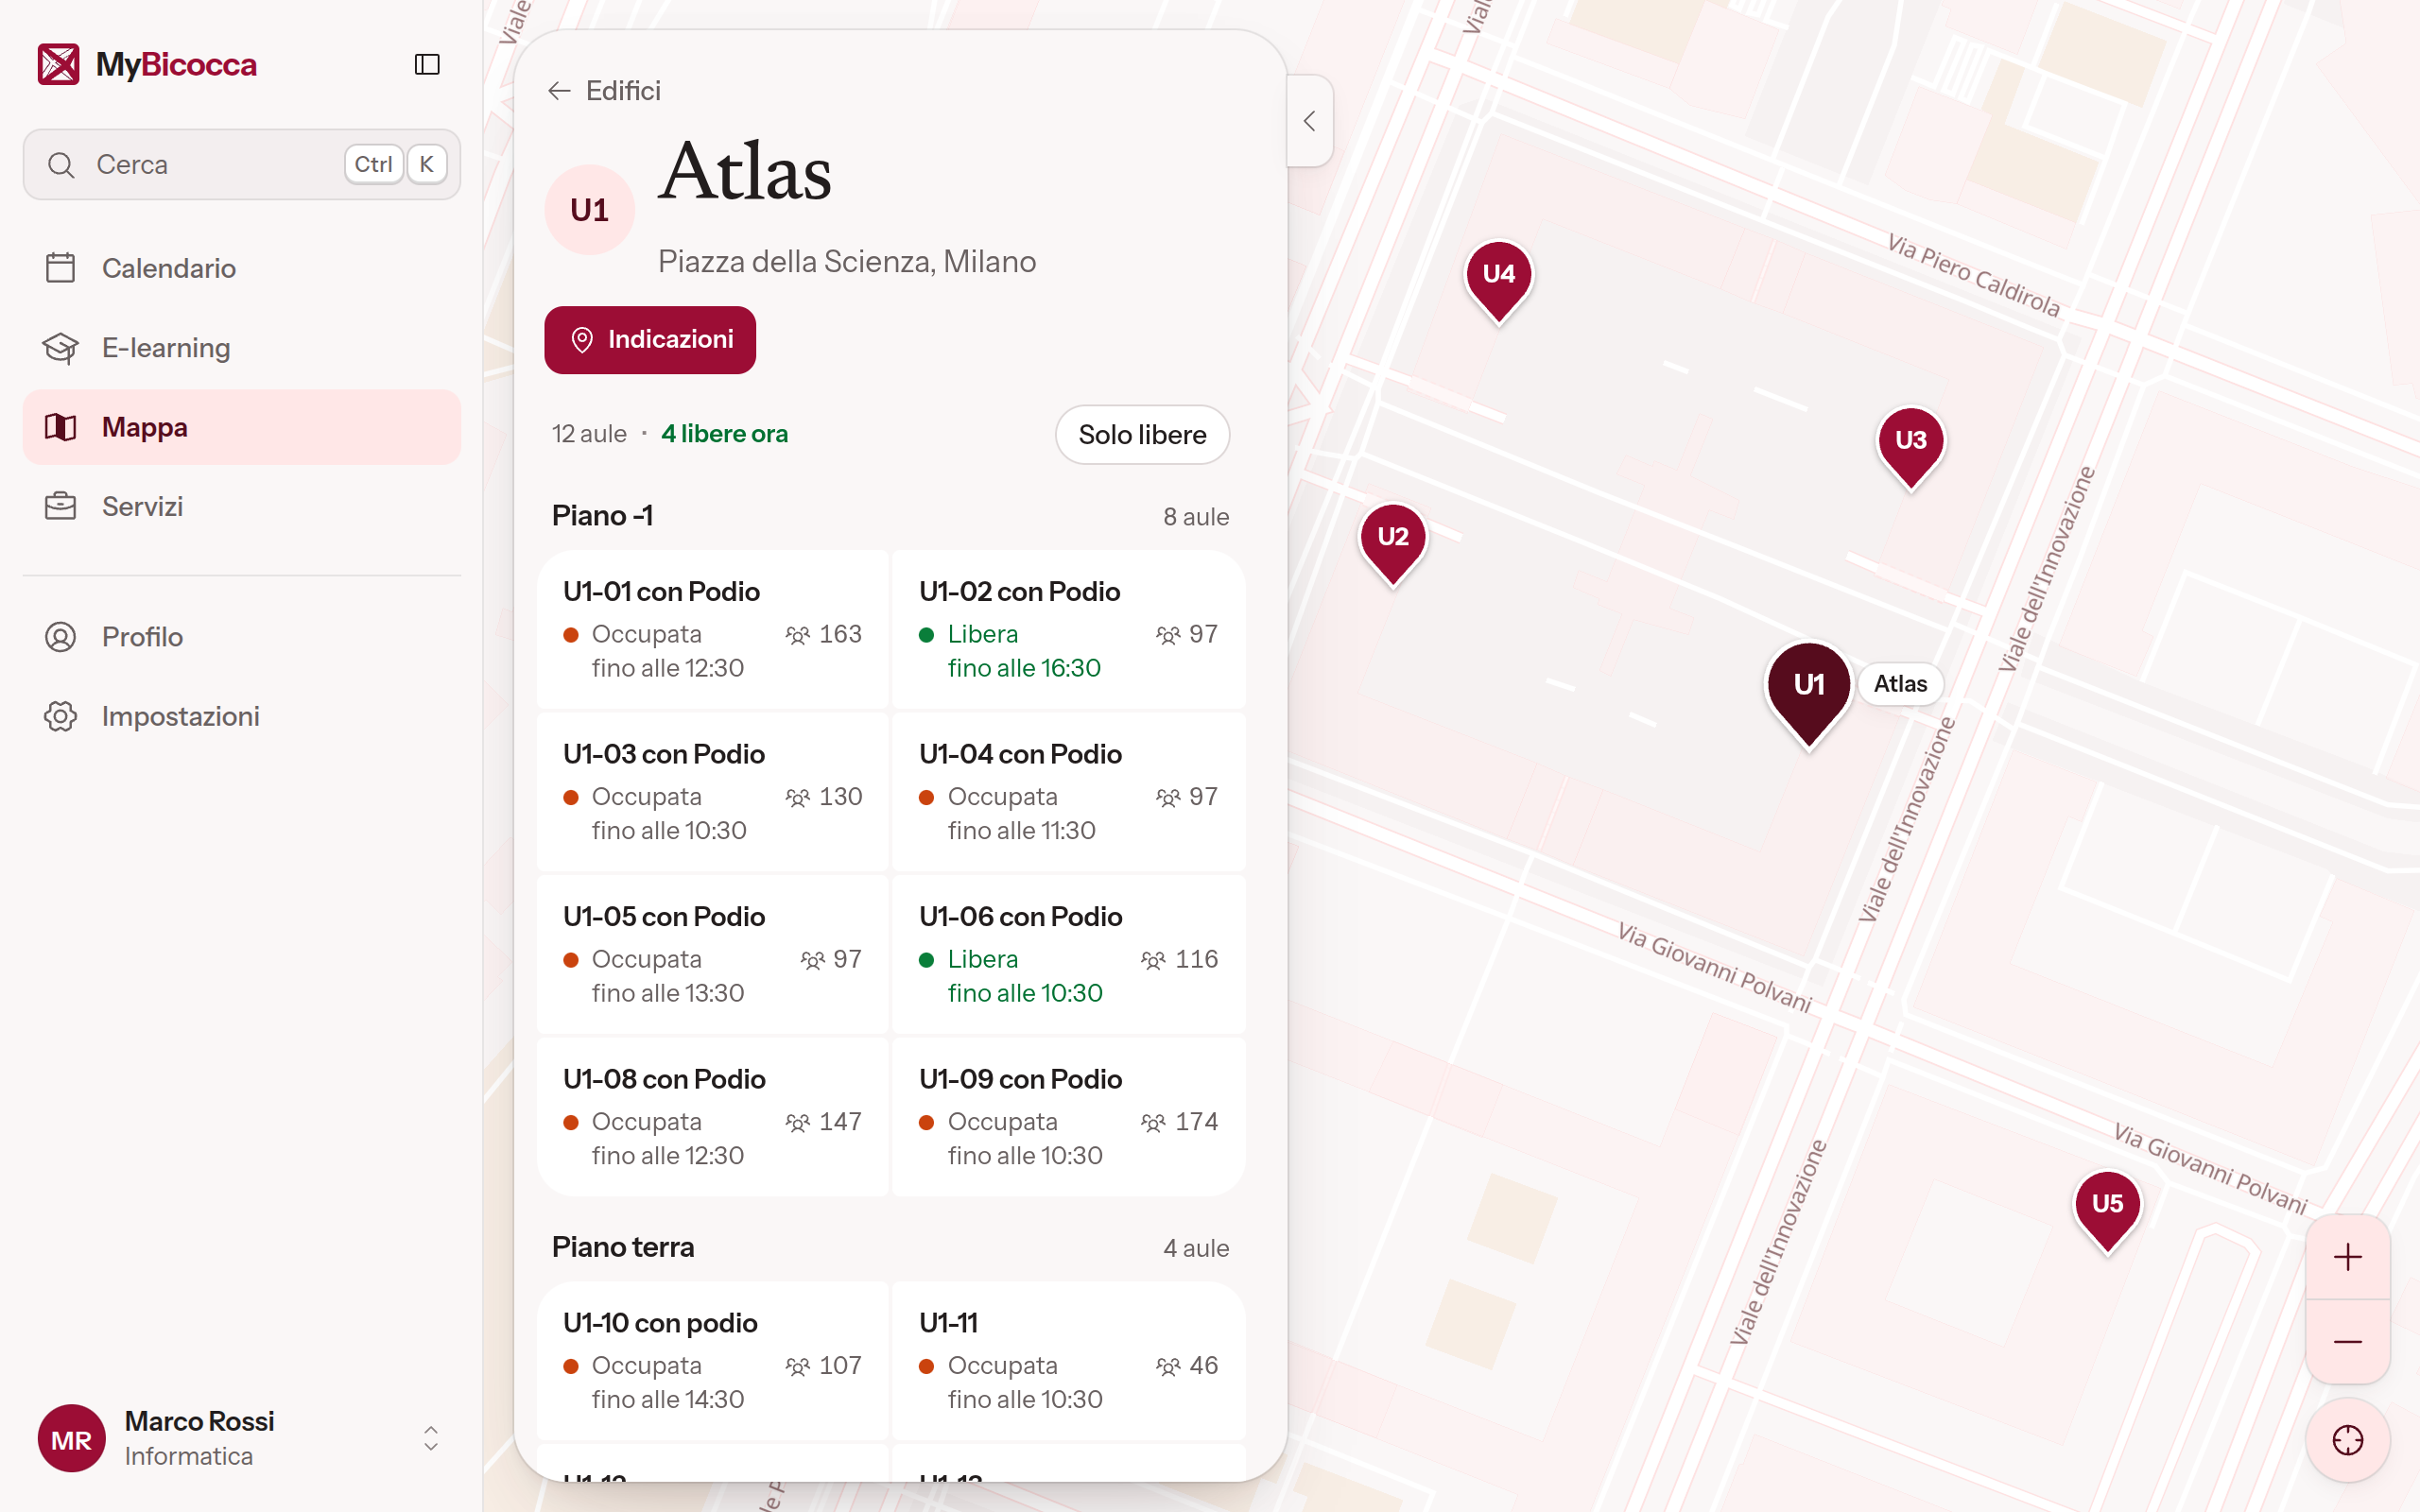 MyBicocca
Cerca
Ctrl K
Calendario
E-learning
Mappa
Servizi
Profilo
Impostazioni
MR
Marco Rossi
Informatica
Edifici
U1
Atlas
Piazza della Scienza, Milano
Indicazioni
12 aule · 4 libere ora
Solo libere
Piano -1
8 aule
U1-01 con Podio
Occupata
fino alle 12:30
163
U1-02 con Podio
Libera
fino alle 16:30
97
U1-03 con Podio
Occupata
fino alle 10:30
130
U1-04 con Podio
Occupata
fino alle 11:30
97
U1-05 con Podio
Occupata
fino alle 13:30
97
U1-06 con Podio
Libera
fino alle 10:30
116
U1-08 con Podio
Occupata
fino alle 12:30
147
U1-09 con Podio
Occupata
fino alle 10:30
174
Piano terra
4 aule
U1-10 con podio
Occupata
fino alle 14:30
107
U1-11
Occupata
fino alle 10:30
46
U1-12
U1-13
Viale
Via Piero Caldirola
U4
U3
U2
U1
Atlas
Viale dell'Innovazione
Viale dell'Innovazione
Via Giovanni Polvani
Via Giovanni Polvani
Viale dell'Innovazione
U5